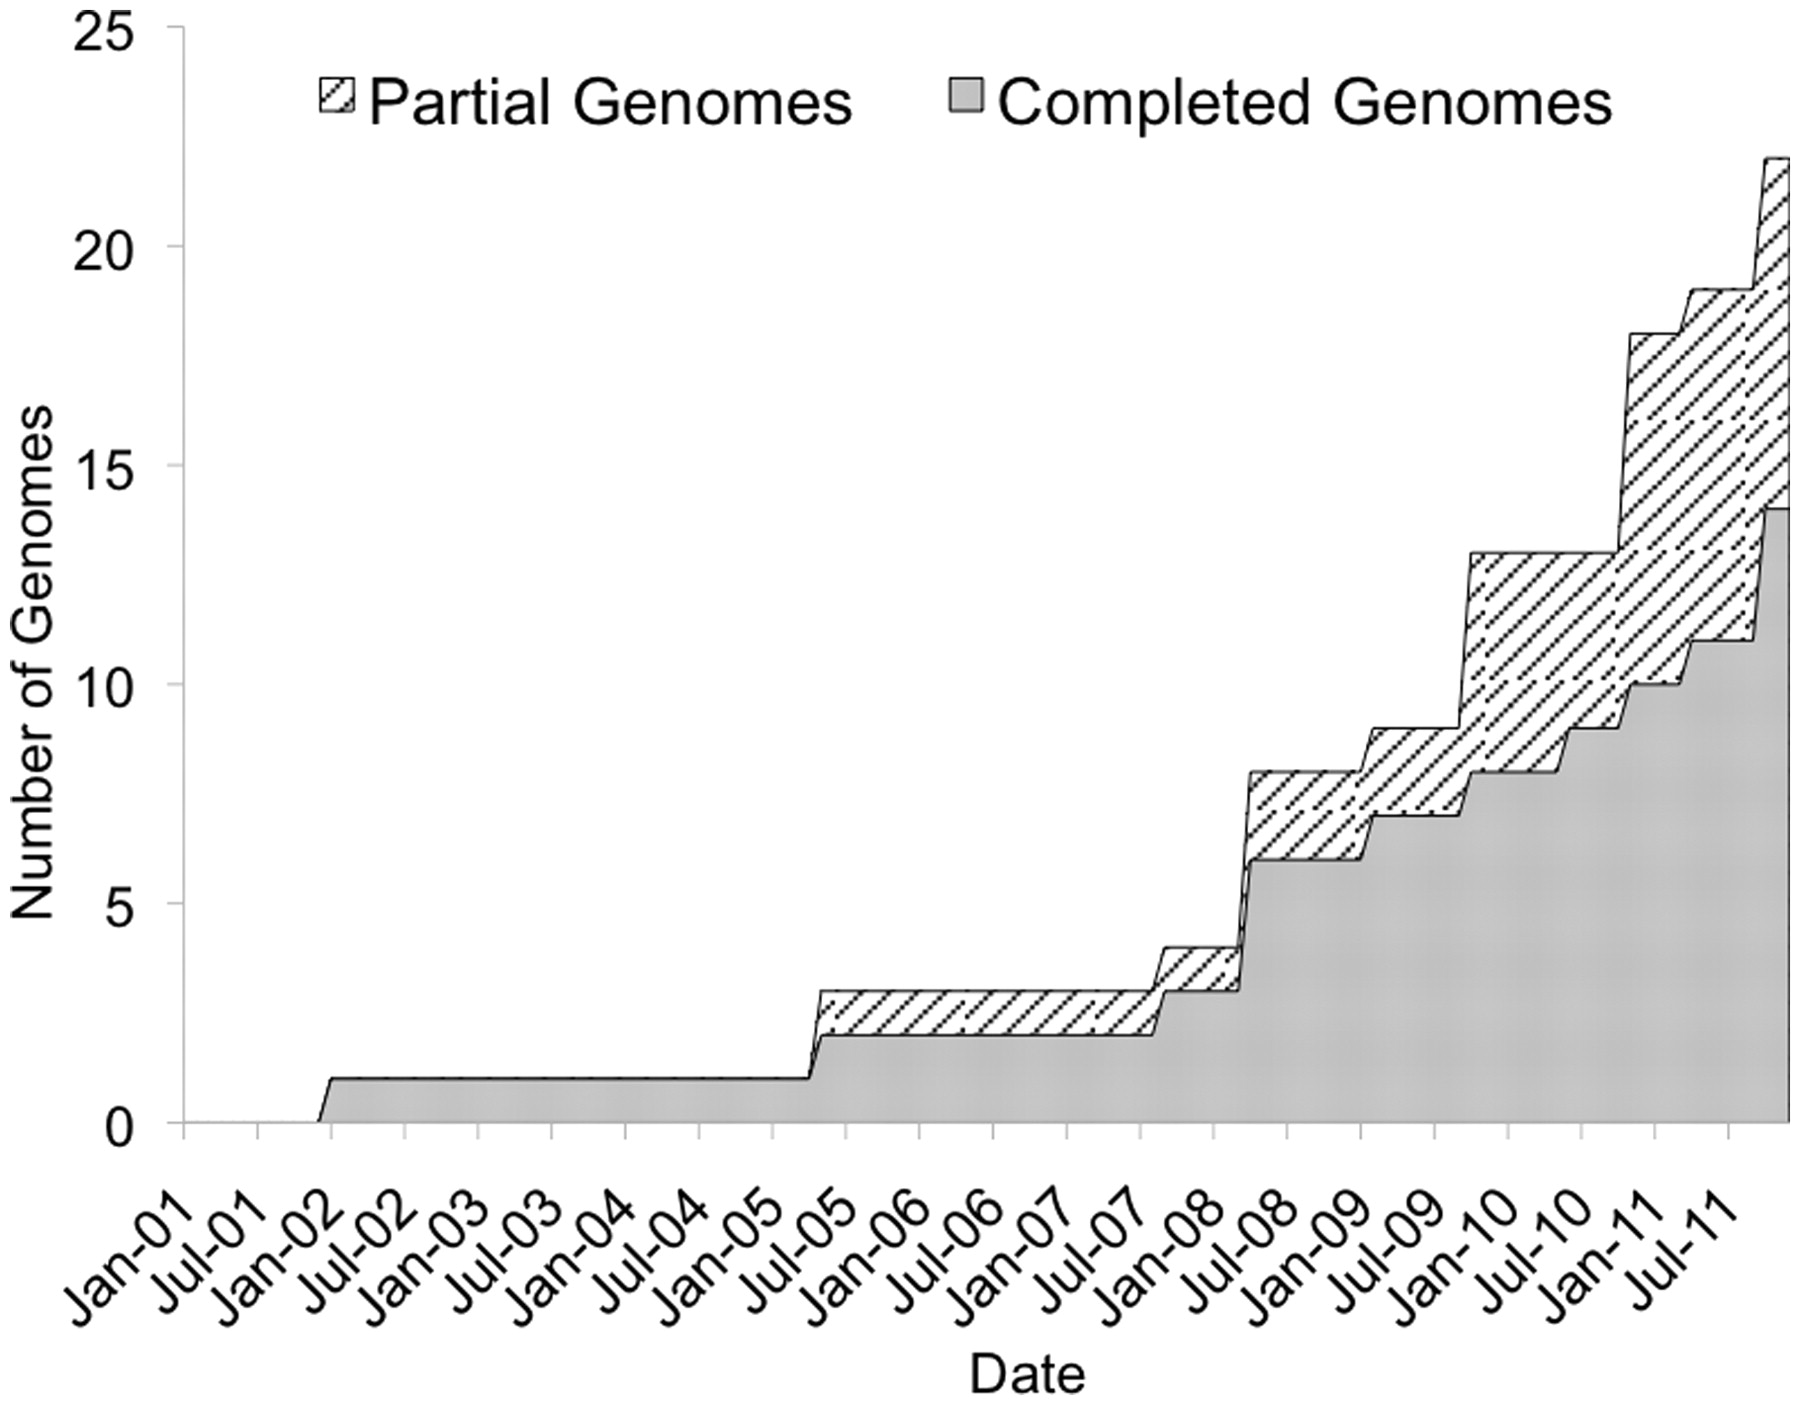 25
Partial Genomes Completed Genomes
20
15
10
5
0
Number of Genomes
Jan-01
Jul-01
Jan-02
Jul-02
Jan-03
Jul-03
Jan-04
Jul-04
Jan-05
Jul-05
Jan-06
Jul-06
Jan-07
Jul-07
Jan-08
Jul-08
Jan-09
Jul-09
Jan-10
Jul-10
Jan-11
Jul-11
Date